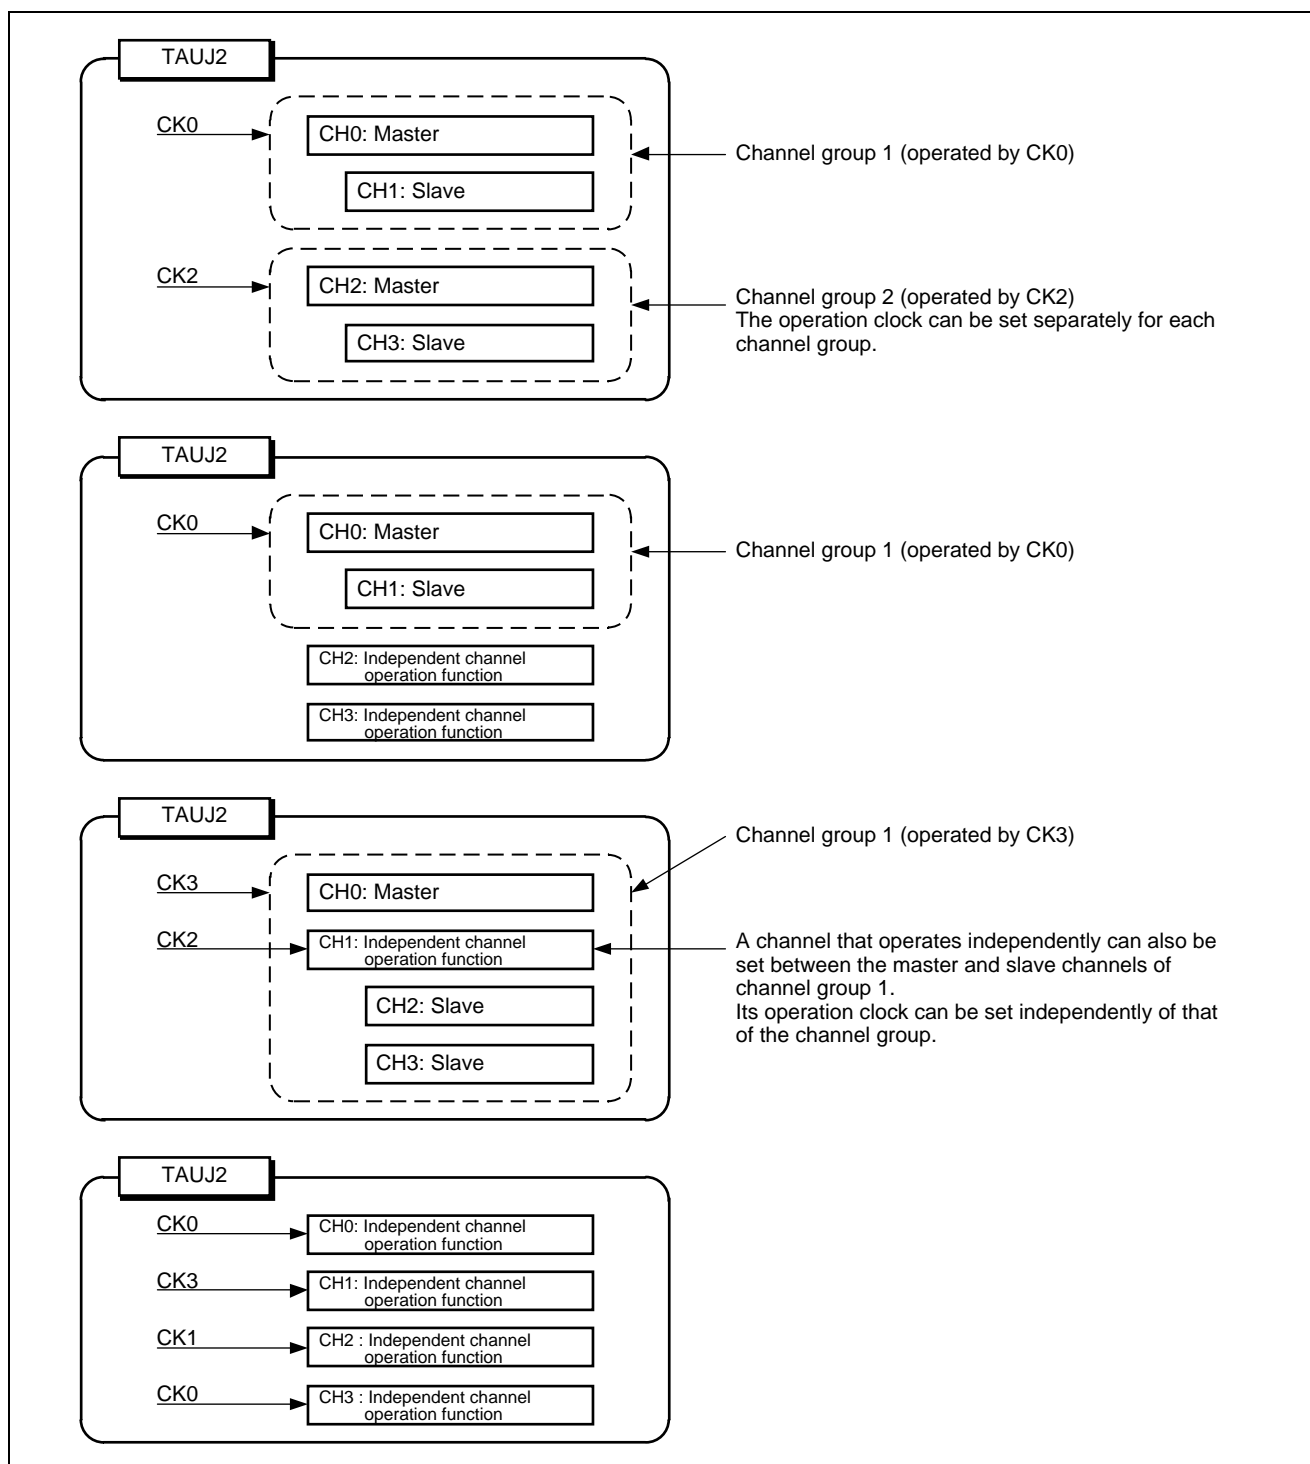 TAUJ2
CK0
CH0: Master
Channel group 1 (operated by CK0)
CH1: Slave
CK2
CH2: Master
Channel group 2 (operated by CK2)
The operation clock can be set separately for each
channel group.
CH3: Slave
TAUJ2
CK0
CH0: Master
Channel group 1 (operated by CK0)
CH1: Slave
CH2: Independent channel
operation function
CH3: Independent channel
operation function
TAUJ2
Channel group 1 (operated by CK3)
CK3
CH0: Master
CK2
CH1: Independent channel
operation function
A channel that operates independently can also be
set between the master and slave channels of
channel group 1.
Its operation clock can be set independently of that
of the channel group.
CH2: Slave
CH3: Slave
TAUJ2
CK0
CH0: Independent channel
operation function
CK3
CH1: Independent channel
operation function
CK1
CH2 : Independent channel
operation function
CK0
CH3 : Independent channel
operation function